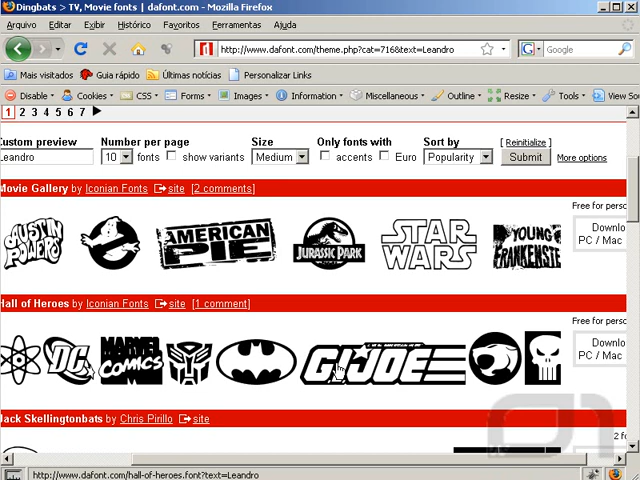 Dingbats > TV, Movie fonts | dafont.com - Mozilla Firefox
Arquivo Editar Exibir Histórico Favoritos Ferramentas Ajuda
http://www.dafont.com/theme.php?cat=716&text=Leandro
Google
Mais visitados Guia rápido Últimas notícias Personalizar Links
Disable Cookies CSS Forms Images Information Miscellaneous Outline Resize Tools View Sou
1 2 3 4 5 6 7
Custom preview Number per page Size Only fonts with Sort by [ Reinitialize ]
Leandro 10 fonts show variants Medium accents Euro Popularity Submit More options
Movie Gallery by Iconian Fonts site [2 comments]
Free for perso
AUSTIN POWERS AMERICAN PIE JURASSIC PARK STAR WARS YOUNG FRANKENSTE
Downlo
PC / Mac
Hall of Heroes by Iconian Fonts site [1 comment]
Free for perso
DC MARVEL COMICS G.I.JOE
Downlo
PC / Mac
Jack Skellingtonbats by Chris Pirillo site
2 fo
http://www.dafont.com/hall-of-heroes.font?text=Leandro